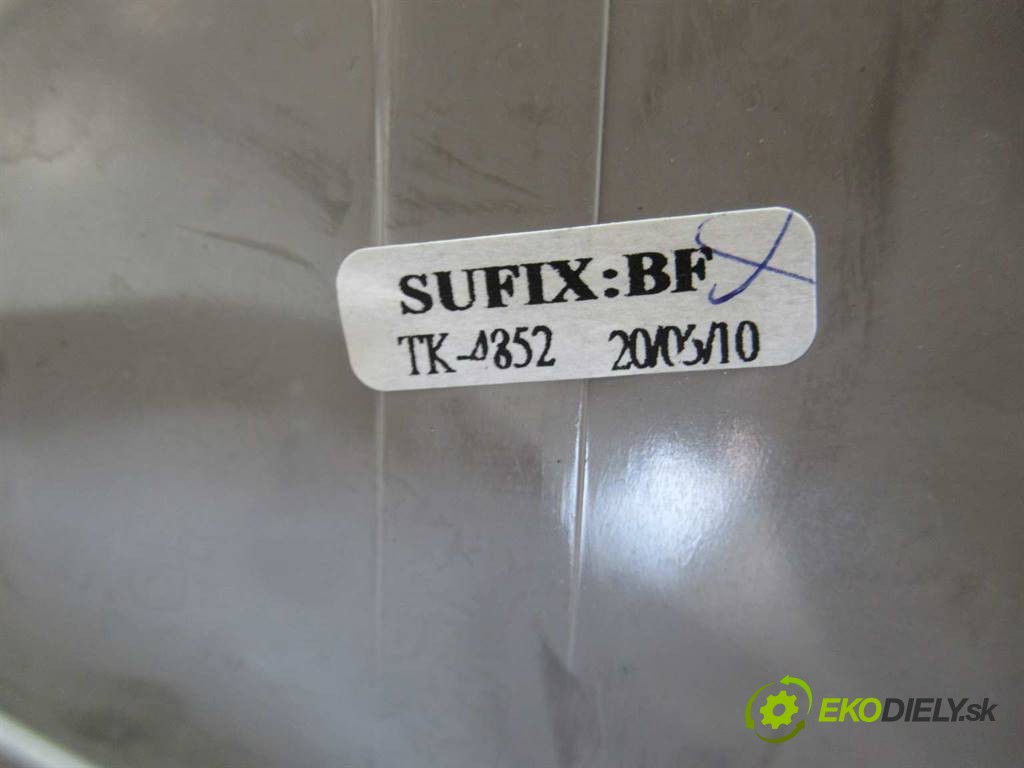 SUFIX:BF
TK-4852 20/05/10
EKODIELY.sk